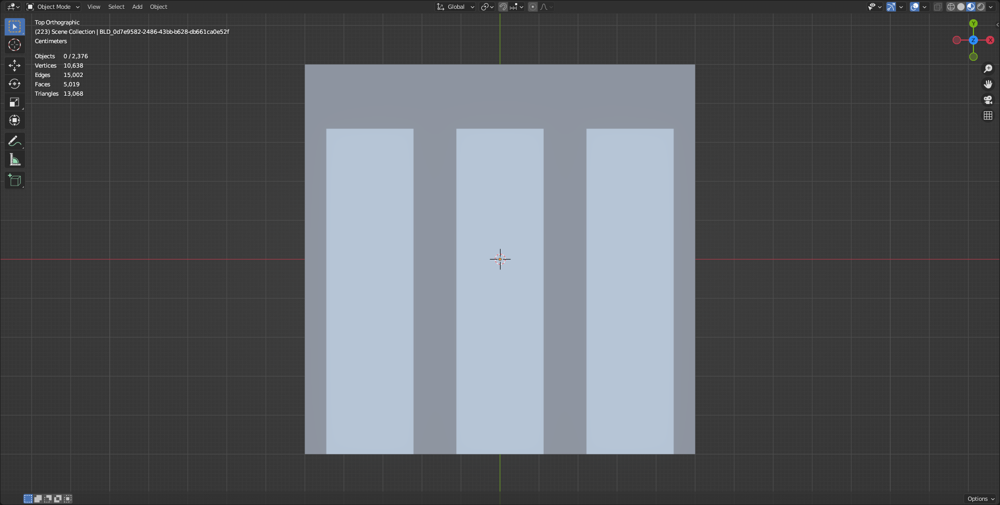 Object Mode View Select Add Object Global
Top Orthographic
(223) Scene Collection | BLD_0d7e9582-2486-43bb-b628-db661ca0e52f
Centimeters
Objects 0 / 2,376
Vertices 10,638
Edges 15,002
Faces 5,019
Triangles 13,068
Y
Z X
Options